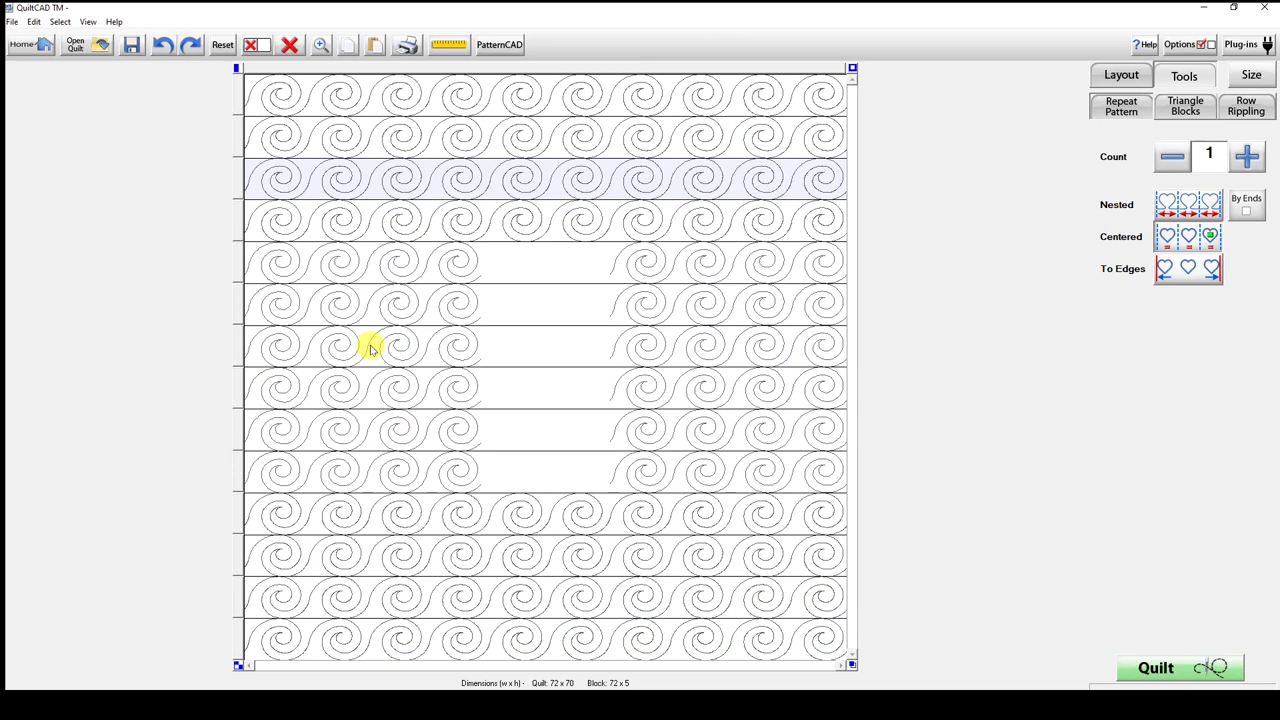 QuiltCAD TM -
File Edit Select View Help
Home Open Quilt Reset PatternCAD Help Options Plug-ins
Layout Tools Size
Repeat Pattern Triangle Blocks Row Rippling
Count 1
Nested By Ends
Centered
To Edges
Quilt
Dimensions (w x h) - Quilt: 72 x 70 Block: 72 x 5